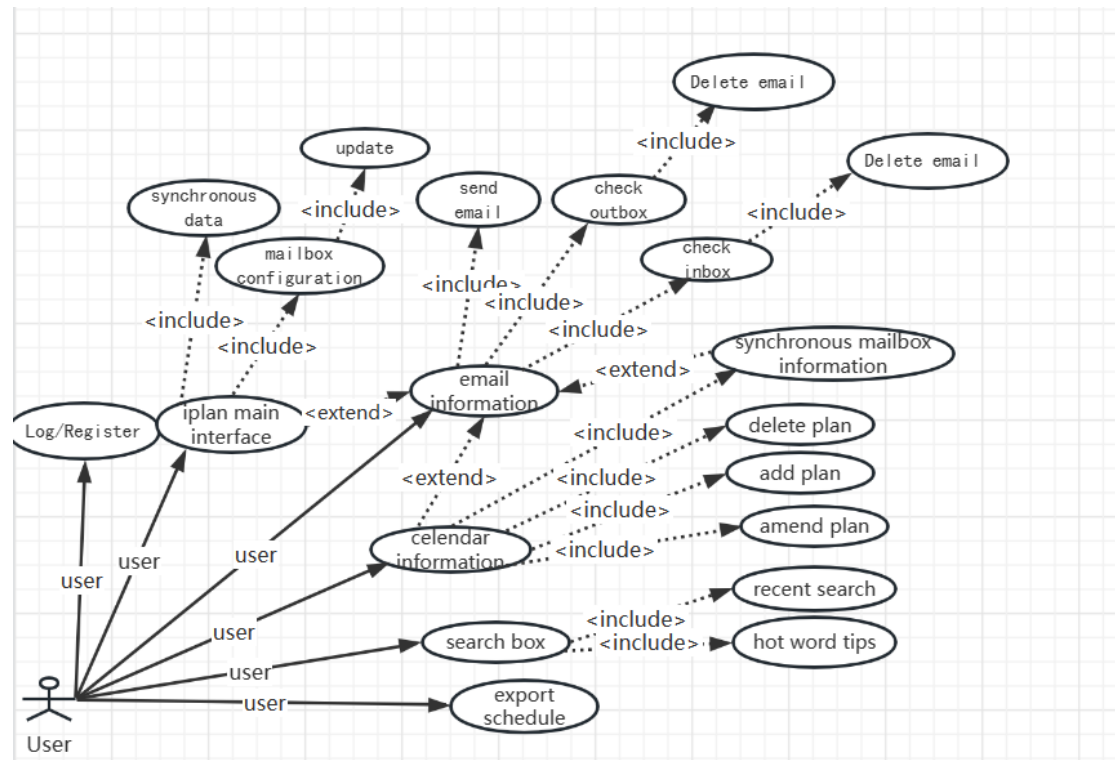 Delete email
<include>
Delete email
update
synchronous
data
<include>
send
email
check
outbox
<include>
mailbox
configuration
check
inbox
<include>
<include>
<include>
<include>
<include>
synchronous mailbox
information
<extend>
email
information
Log/Register
iplan main
interface
<extend>
<include>
delete plan
<extend>
<include>
add plan
<include>
amend plan
<include>
celendar
information
user
user
user
recent search
<include>
user
search box
<include>
hot word tips
user
user
export
schedule
User